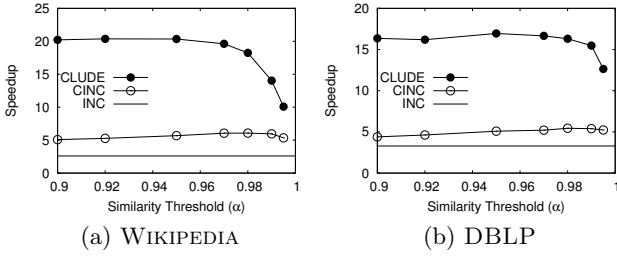 25
20
15
10
5
0
Speedup
CLUDE
CINC
INC
0.9 0.92 0.94 0.96 0.98 1
Similarity Threshold (α)
(a) WIKIPEDIA
20
15
10
5
0
Speedup
CLUDE
CINC
INC
0.9 0.92 0.94 0.96 0.98 1
Similarity Threshold (α)
(b) DBLP